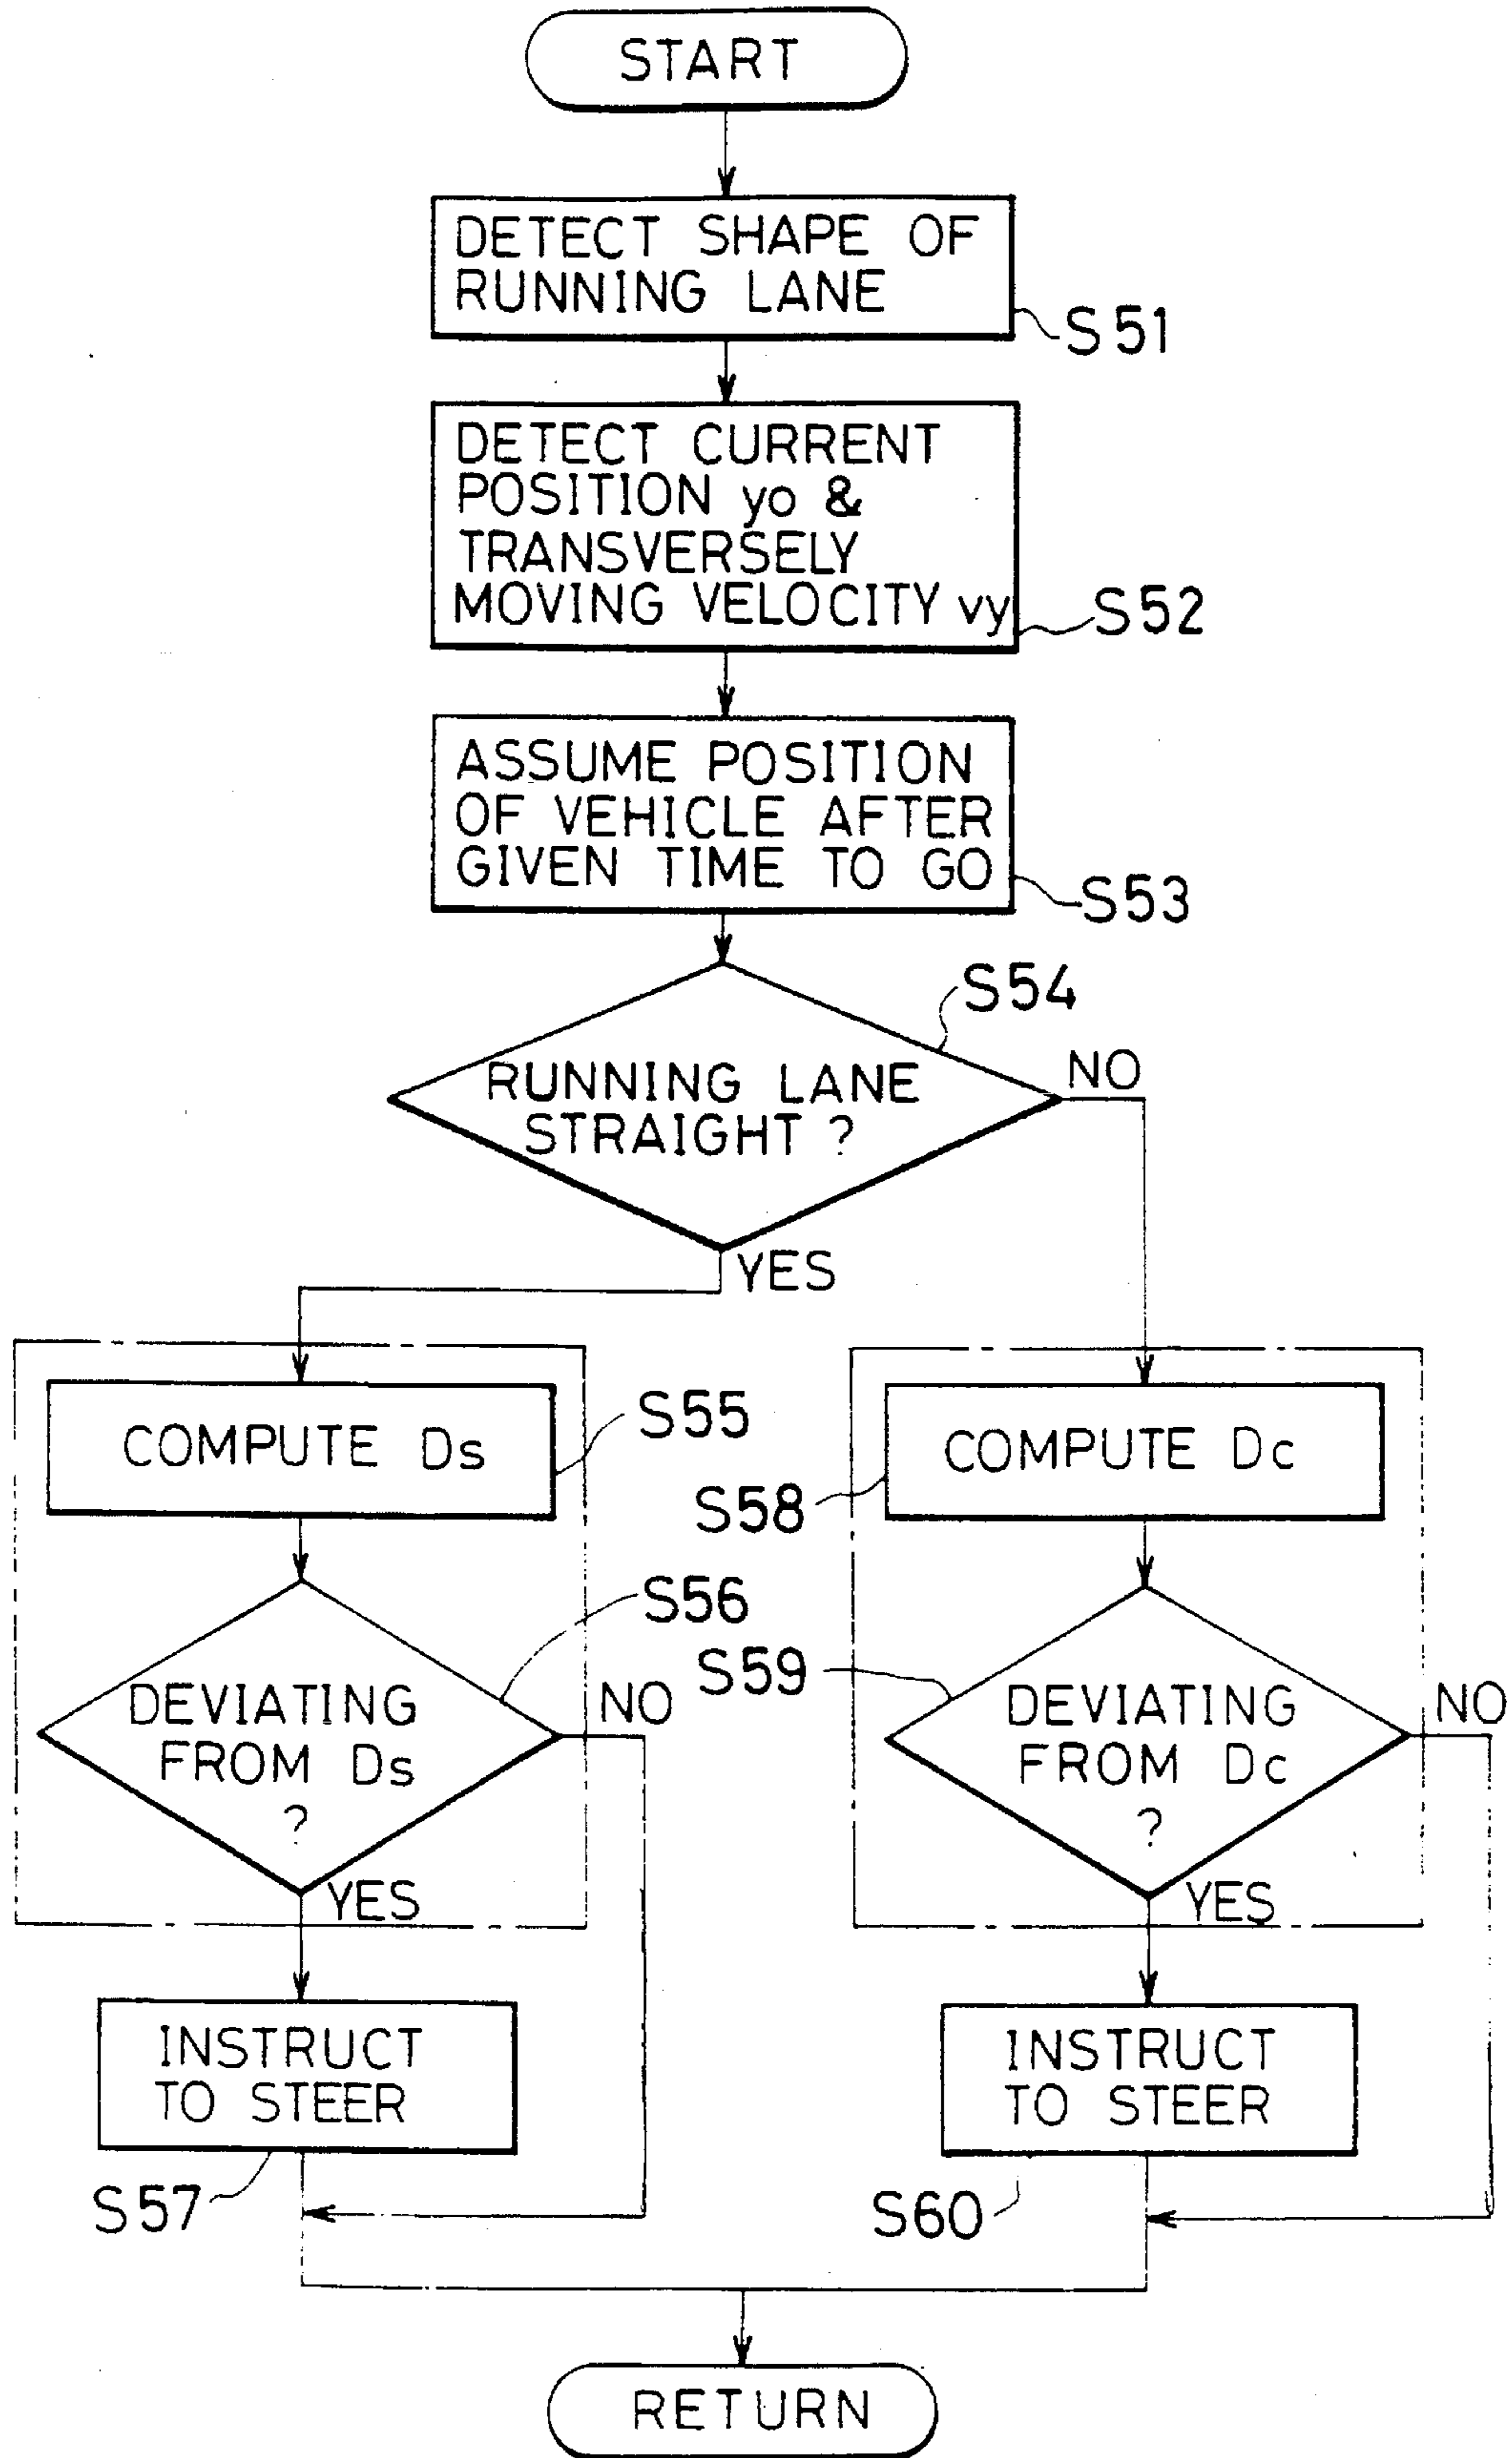 START
DETECT SHAPE OF
RUNNING LANE
S51
DETECT CURRENT
POSITION yo &
TRANSVERSELY
MOVING VELOCITY vy
S52
ASSUME POSITION
OF VEHICLE AFTER
GIVEN TIME TO GO
S53
S54
RUNNING LANE
STRAIGHT ?
NO
YES
COMPUTE Ds
S55
DEVIATING
FROM Ds
?
S56
NO
YES
INSTRUCT
TO STEER
S57
COMPUTE Dc
S58
DEVIATING
FROM Dc
?
S59
NO
YES
INSTRUCT
TO STEER
S60
RETURN